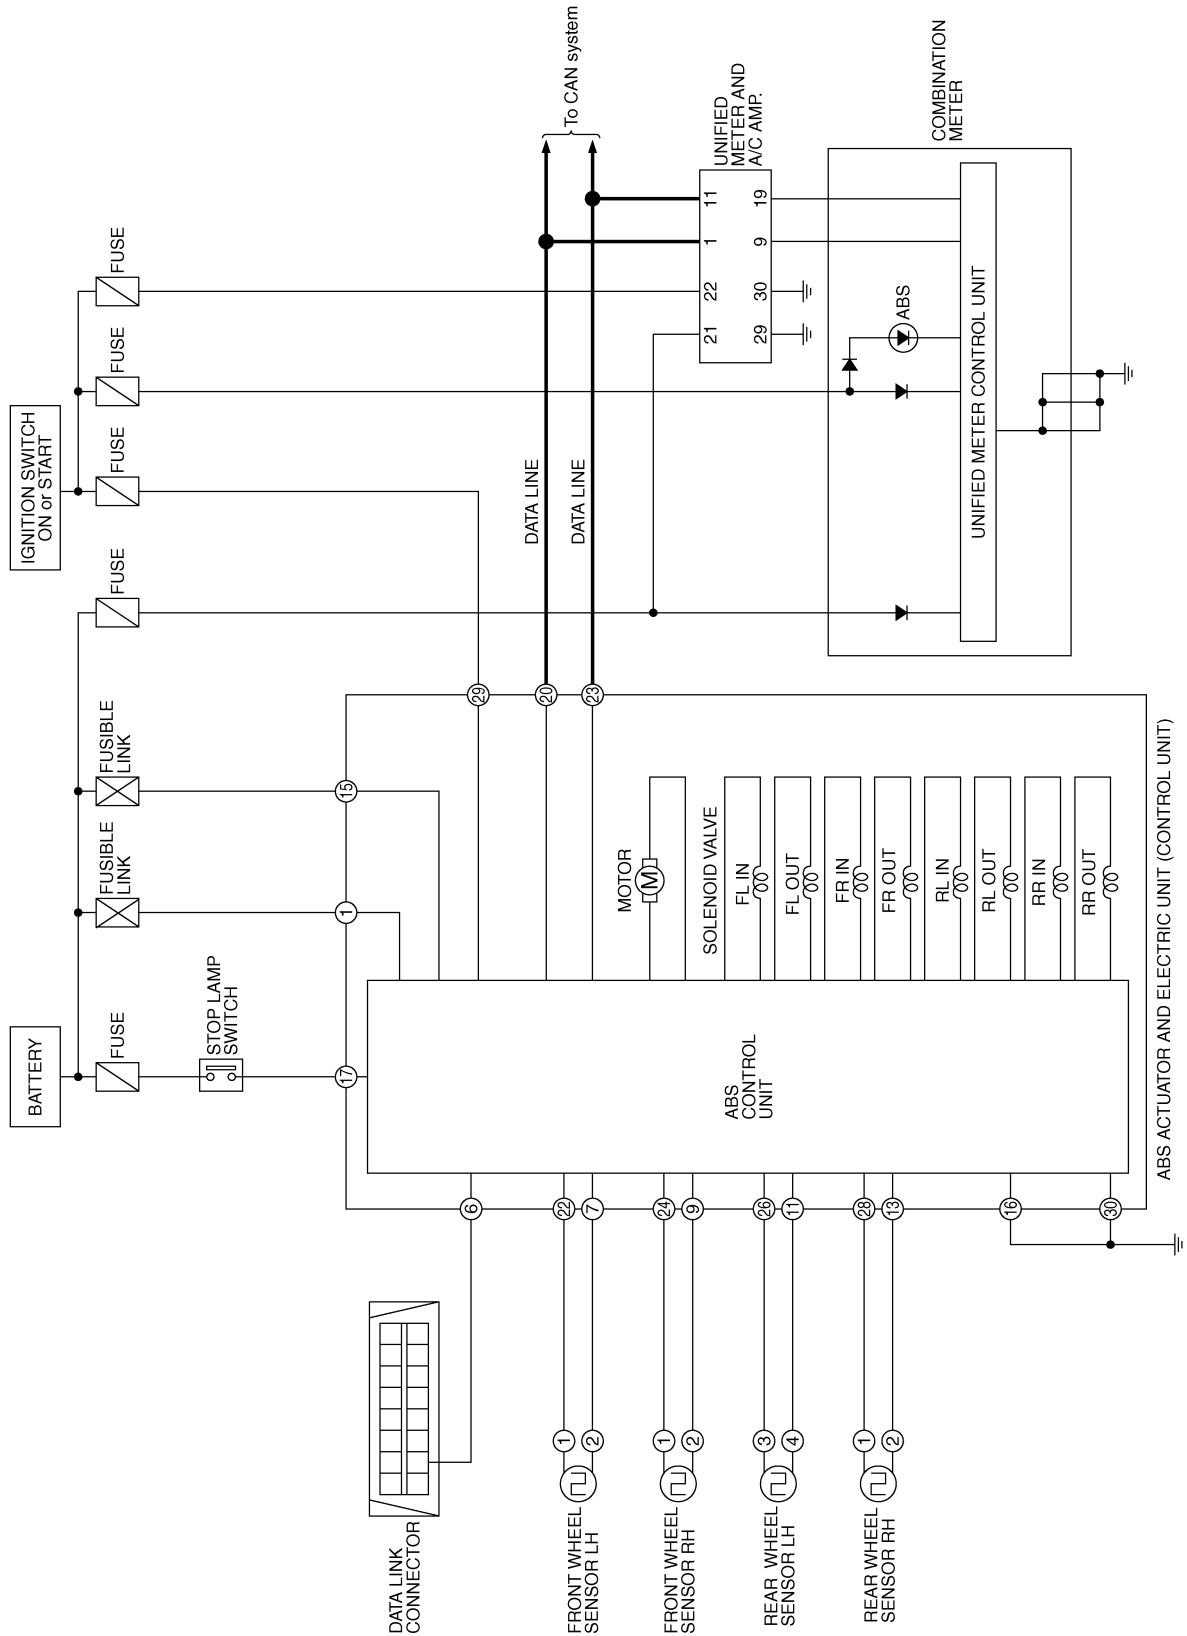 BATTERY
IGNITION SWITCH
ON or START
FUSE
STOP LAMP
SWITCH
FUSIBLE
LINK
FUSIBLE
LINK
FUSE
FUSE
FUSE
FUSE
17
1
15
29
20
23
DATA LINE
DATA LINE
To CAN system
UNIFIED
METER AND
A/C AMP.
21
22
1
11
29
30
9
19
COMBINATION
METER
ABS
UNIFIED METER CONTROL UNIT
DATA LINK
CONNECTOR
6
FRONT WHEEL
SENSOR LH
1
2
22
7
FRONT WHEEL
SENSOR RH
1
2
24
9
REAR WHEEL
SENSOR LH
3
4
26
11
REAR WHEEL
SENSOR RH
1
2
28
13
16
30
ABS
CONTROL
UNIT
MOTOR
M
SOLENOID VALVE
FL IN
FL OUT
FR IN
FR OUT
RL IN
RL OUT
RR IN
RR OUT
ABS ACTUATOR AND ELECTRIC UNIT (CONTROL UNIT)